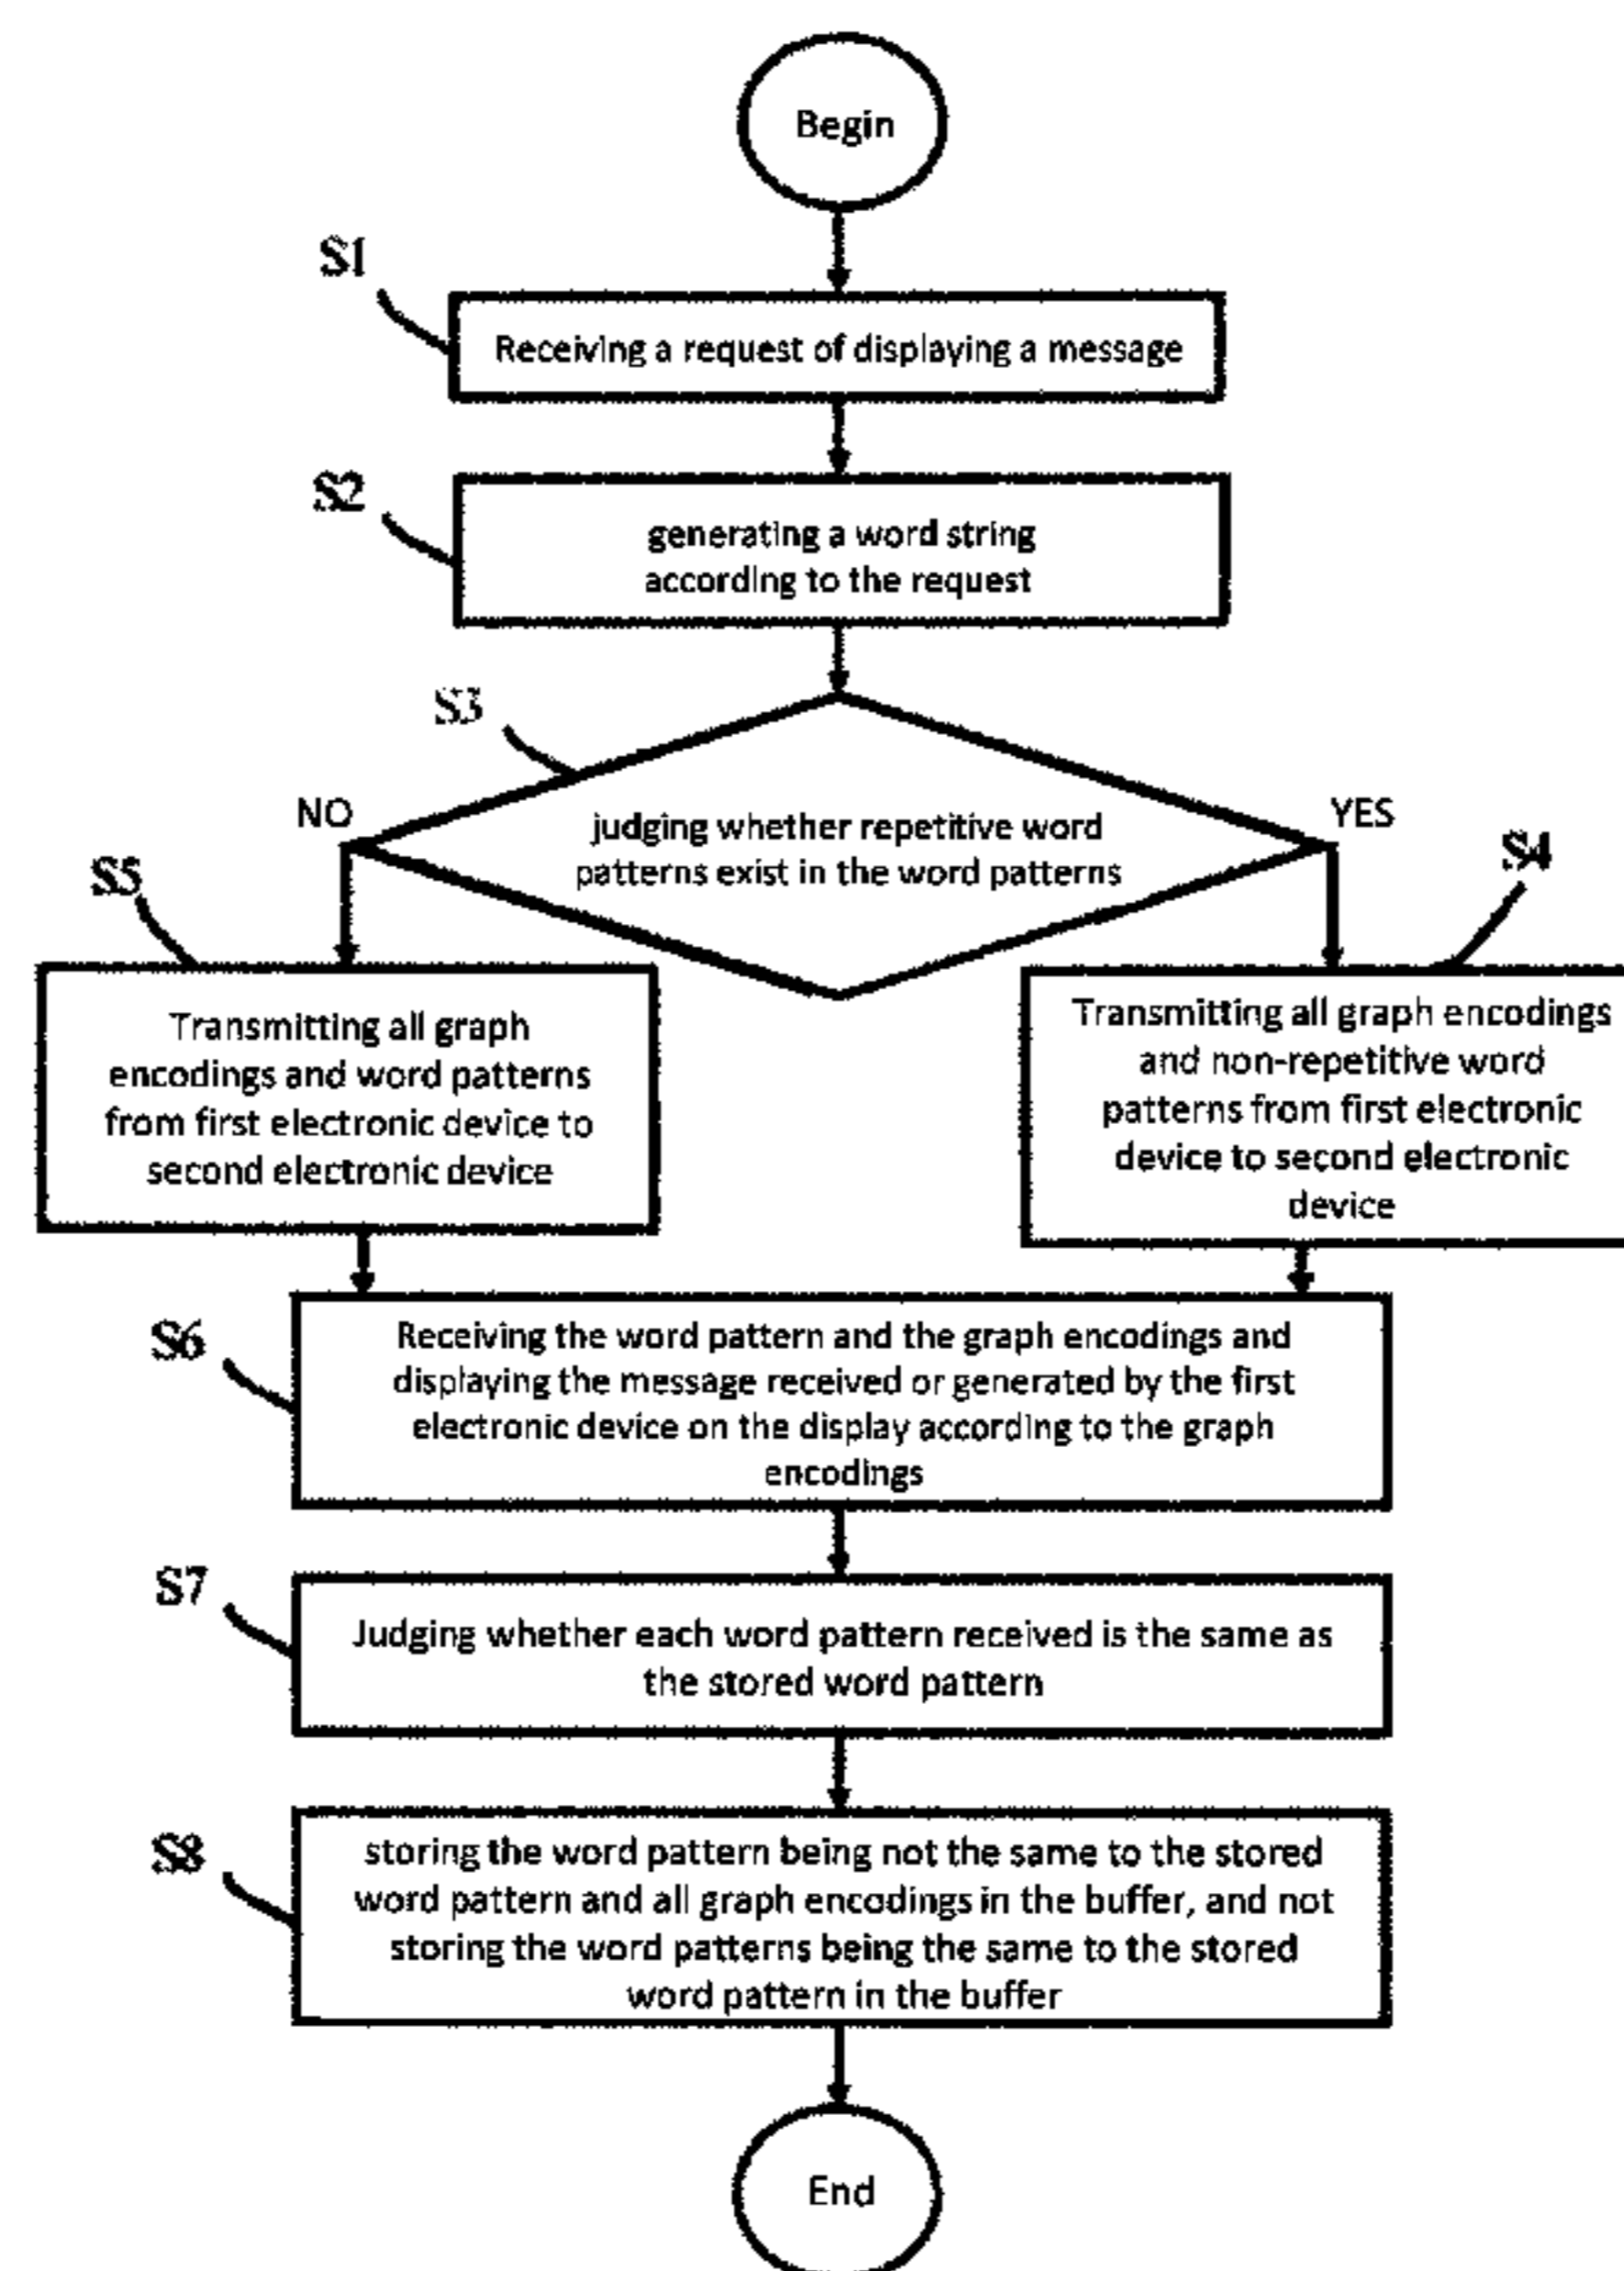 Begin
S1
Receiving a request of displaying a message
S2
generating a word string
according to the request
S3
judging whether repetitive word
patterns exist in the word patterns
NO
YES
S5
Transmitting all graph
encodings and word patterns
from first electronic device to
second electronic device
S4
Transmitting all graph encodings
and non-repetitive word
patterns from first electronic
device to second electronic
device
S6
Receiving the word pattern and the graph encodings and
displaying the message received or generated by the first
electronic device on the display according to the graph
encodings
S7
Judging whether each word pattern received is the same as
the stored word pattern
S8
storing the word pattern being not the same to the stored
word pattern and all graph encodings in the buffer, and not
storing the word patterns being the same to the stored
word pattern in the buffer
End